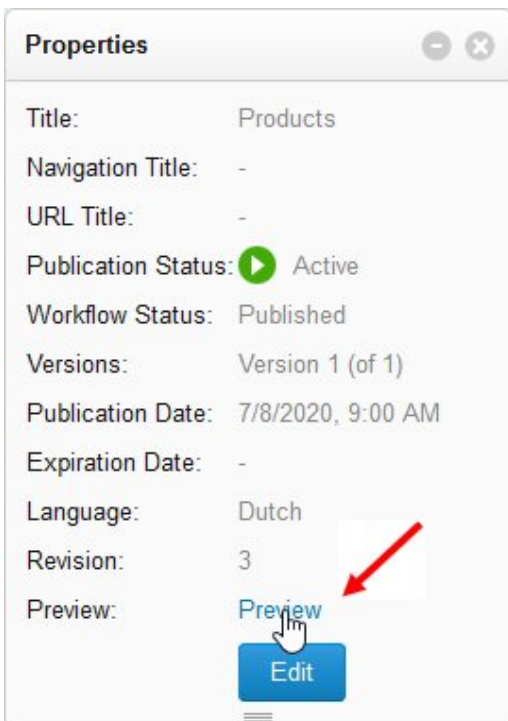 Properties
Title: Products
Navigation Title: -
URL Title: -
Publication Status: Active
Workflow Status: Published
Versions: Version 1 (of 1)
Publication Date: 7/8/2020, 9:00 AM
Expiration Date: -
Language: Dutch
Revision: 3
Preview: Preview
Edit